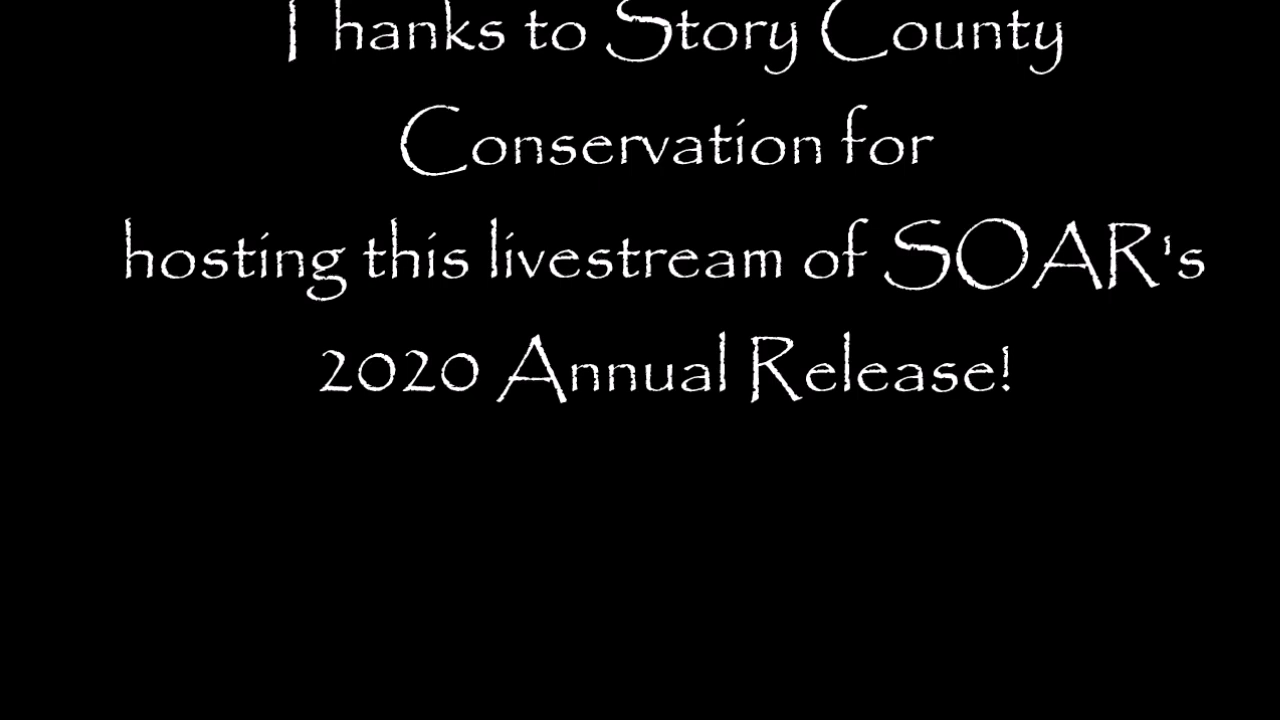 Thanks to Story County
Conservation for
hosting this livestream of SOAR's
2020 Annual Release!